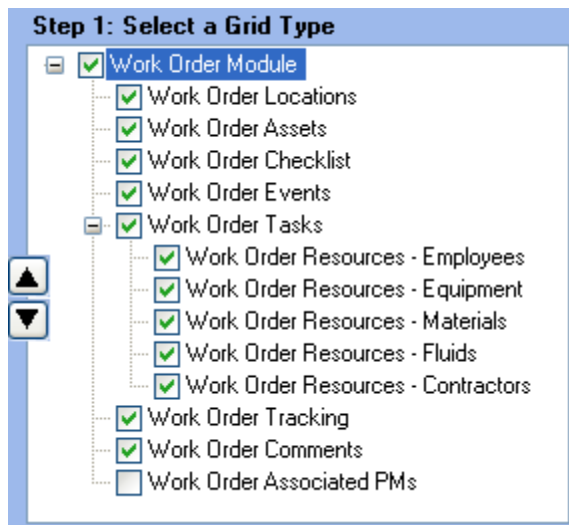 Step 1: Select a Grid Type
Work Order Module
Work Order Locations
Work Order Assets
Work Order Checklist
Work Order Events
Work Order Tasks
Work Order Resources - Employees
Work Order Resources - Equipment
Work Order Resources - Materials
Work Order Resources - Fluids
Work Order Resources - Contractors
Work Order Tracking
Work Order Comments
Work Order Associated PMs